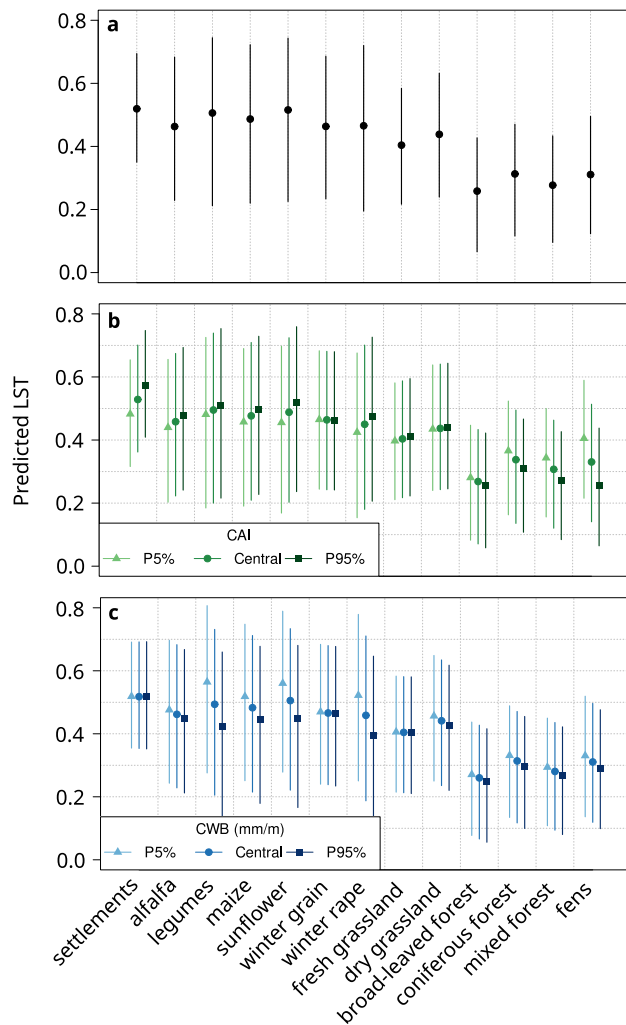 a
0.8
0.6
0.4
0.2
0.0
b
0.8
0.6
0.4
0.2
0.0
Predicted LST
CAI
P5% Central P95%
c
0.8
0.6
0.4
0.2
0.0
CWB (mm/m)
P5% Central P95%
settlements
alfalfa
legumes
maize
sunflower
winter grain
winter rape
fresh grassland
dry grassland
broad-leaved forest
coniferous forest
mixed forest
fens